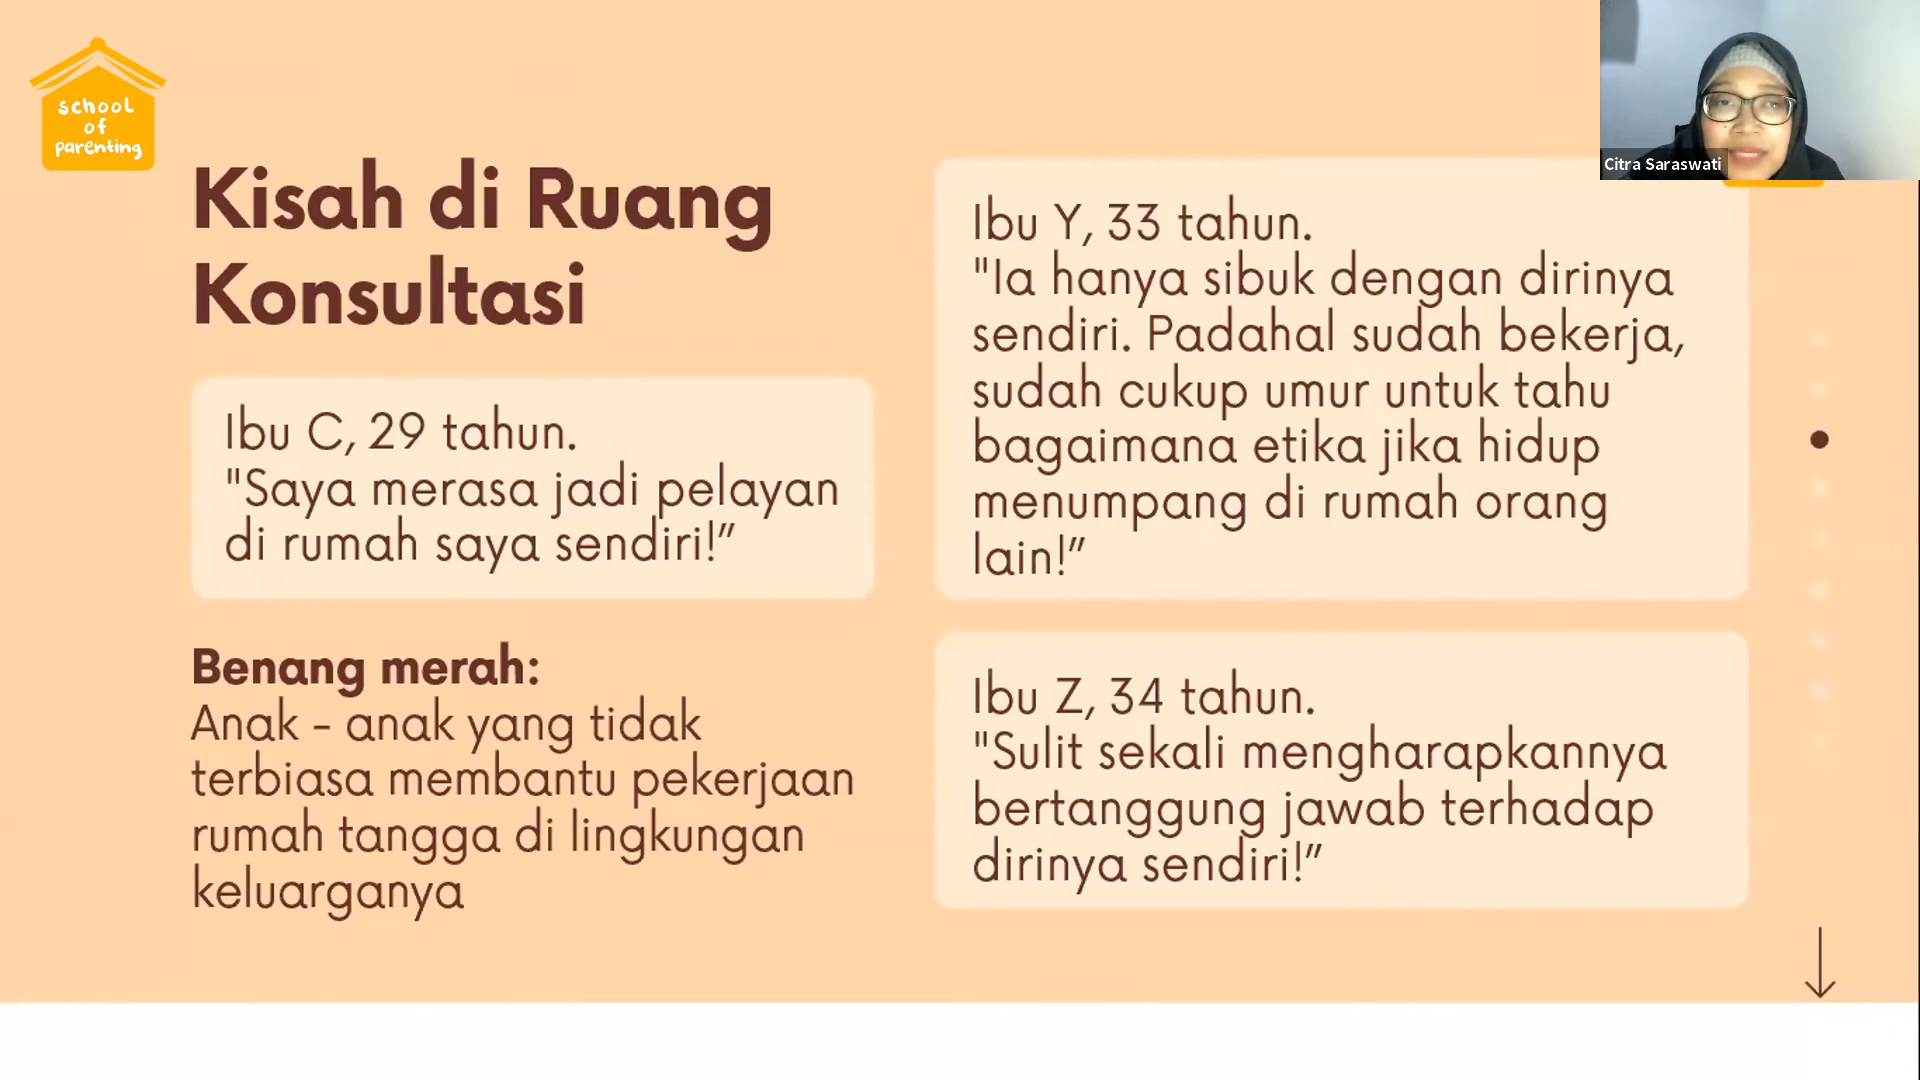 school
of
parenting
Citra Saraswati
Kisah di Ruang
Konsultasi
Ibu C, 29 tahun.
"Saya merasa jadi pelayan
di rumah saya sendiri!”
Benang merah:
Anak - anak yang tidak
terbiasa membantu pekerjaan
rumah tangga di lingkungan
keluarganya
Ibu Y, 33 tahun.
"Ia hanya sibuk dengan dirinya
sendiri. Padahal sudah bekerja,
sudah cukup umur untuk tahu
bagaimana etika jika hidup
menumpang di rumah orang
lain!”
Ibu Z, 34 tahun.
"Sulit sekali mengharapkannya
bertanggung jawab terhadap
dirinya sendiri!”